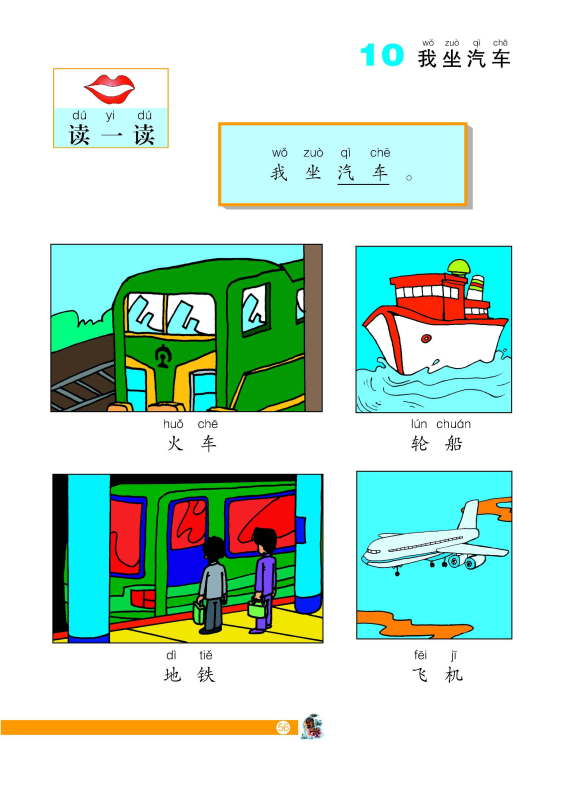 wǒ zuò qì chē
10 我坐汽车
dú yi dú
读一读
wǒ zuò qì chē
我坐汽车。
huǒ chē
火车
lún chuán
轮船
dì tiě
地铁
fēi jī
飞机
56